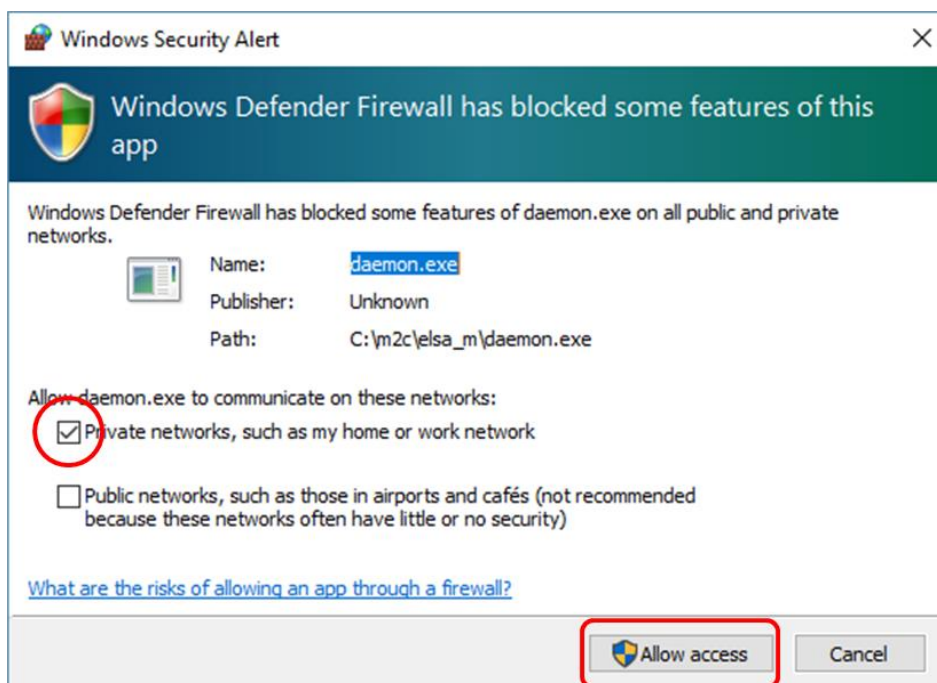 Windows Security Alert
Windows Defender Firewall has blocked some features of this
app
Windows Defender Firewall has blocked some features of daemon.exe on all public and private
networks.
Name: daemon.exe
Publisher: Unknown
Path: C:\m2c\elsa_m\daemon.exe
Allow daemon.exe to communicate on these networks:
Private networks, such as my home or work network
Public networks, such as those in airports and cafés (not recommended
because these networks often have little or no security)
What are the risks of allowing an app through a firewall?
Allow access Cancel